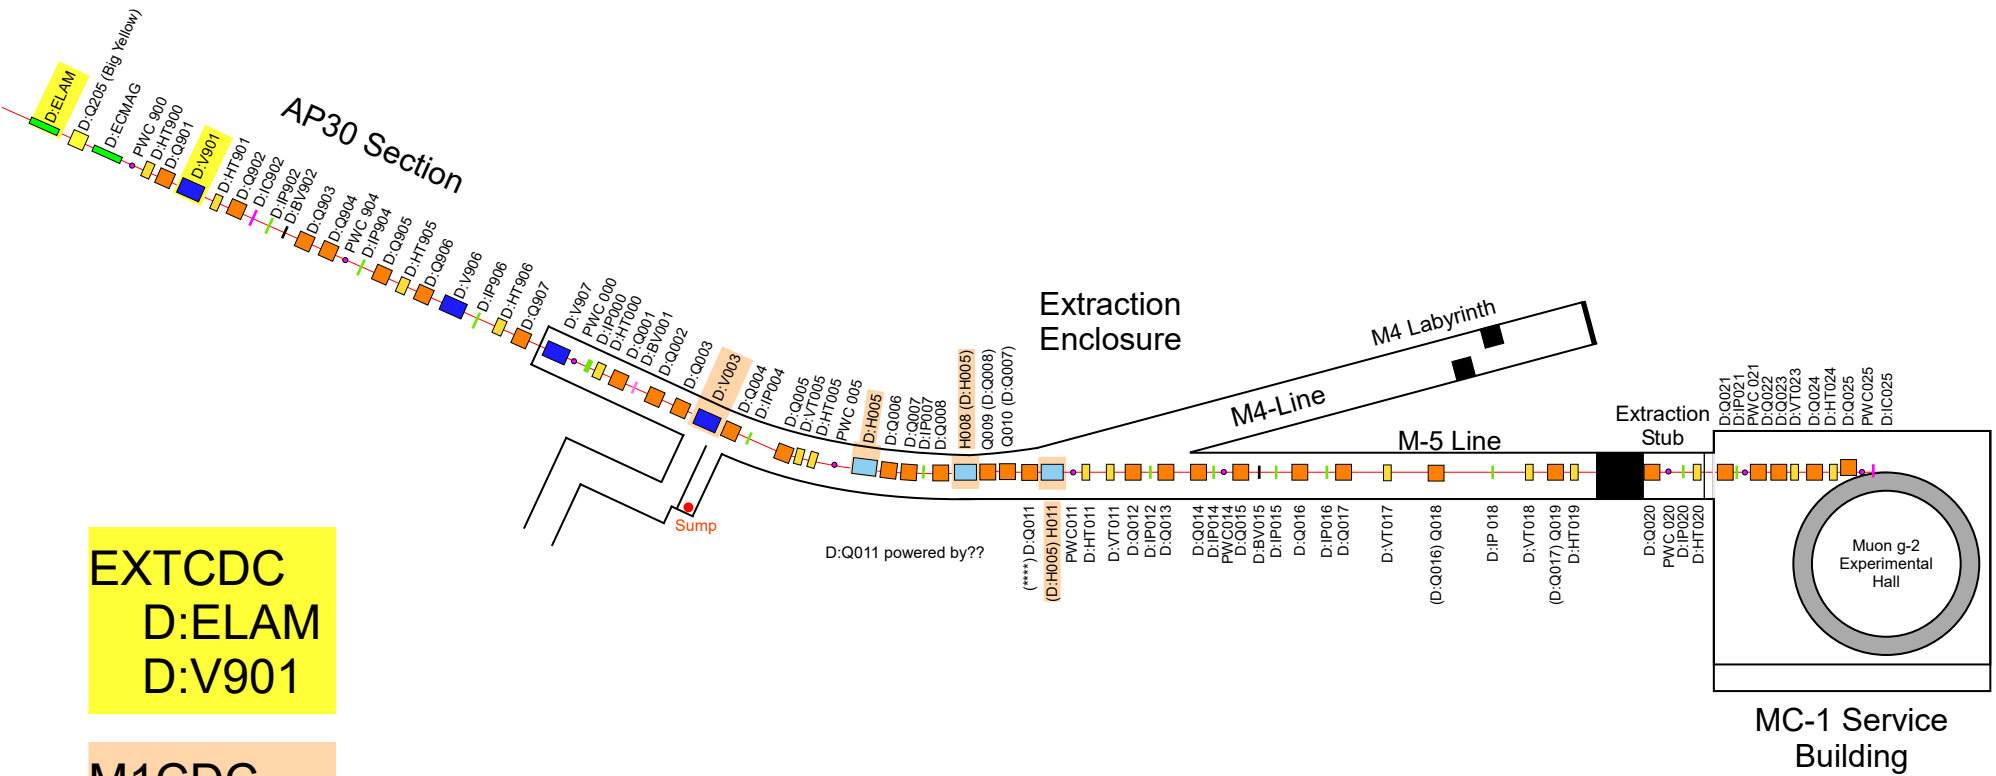 D:ELAM
D:Q205 (Big Yellow)
D:ECMAG
PWC 900
D:HT900
D:Q901
D:V901
D:HT901
D:Q902
D:IC902
D:IP902
D:BV902
D:Q903
D:Q904
PWC 904
D:IP904
D:Q905
D:HT905
D:Q906
D:V906
D:IP906
D:HT906
D:Q907
AP30 Section
D:V907
PWC 000
D:IP000
D:HT000
D:Q001
D:BV001
D:Q002
D:Q003
D:V003
D:Q004
D:IP004
D:Q005
D:VT005
D:HT005
PWC 005
D:H005
D:Q006
D:Q007
D:IP007
D:Q008
H008 (D:H005)
Q009 (D:Q008)
Q010 (D:Q007)
Extraction
Enclosure
M4 Labyrinth
M4-Line
M-5 Line
Extraction
Stub
D:Q021
D:IP021
PWC 021
D:Q022
D:Q023
D:VT023
D:Q024
D:HT024
D:Q025
PWC025
D:IC025
Sump
D:Q011 powered by??
(****) D:Q011
(D:H005) H011
PWC011
D:HT011
D:VT011
D:Q012
D:IP012
D:Q013
D:Q014
D:IP014
PWC014
D:Q015
D:BV015
D:IP015
D:Q016
D:IP016
D:Q017
D:VT017
(D:Q016) Q018
D:IP 018
D:VT018
(D:Q017) Q019
D:HT019
D:Q020
PWC 020
D:IP020
D:HT020
Muon g-2
Experimental
Hall
MC-1 Service
Building
EXTCDC
D:ELAM
D:V901
M1CDC